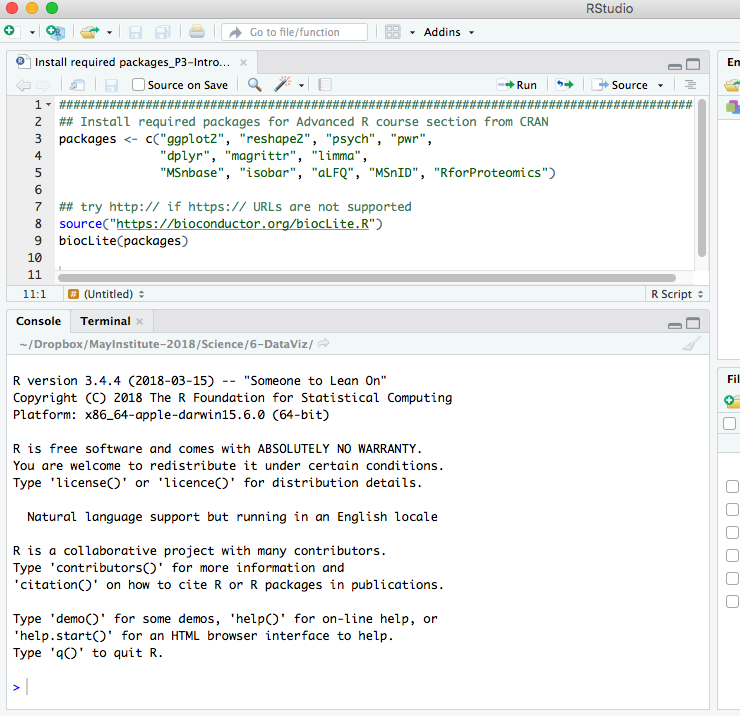 RStudio
Go to file/function
Addins
Install required packages_P3-Intro...
Source on Save
Run
Source
1 ########################################################################################
2 ## Install required packages for Advanced R course section from CRAN
3 packages <- c("ggplot2", "reshape2", "psych", "pwr",
4 "dplyr", "magrittr", "limma",
5 "MSnbase", "isobar", "aLFQ", "MSnID", "RforProteomics")
6
7 ## try http:// if https:// URLs are not supported
8 source("https://bioconductor.org/biocLite.R")
9 biocLite(packages)
10
11
11:1 # (Untitled) R Script
Console Terminal
~/Dropbox/MayInstitute-2018/Science/6-DataViz/
R version 3.4.4 (2018-03-15) -- "Someone to Lean On"
Copyright (C) 2018 The R Foundation for Statistical Computing
Platform: x86_64-apple-darwin15.6.0 (64-bit)
R is free software and comes with ABSOLUTELY NO WARRANTY.
You are welcome to redistribute it under certain conditions.
Type 'license()' or 'licence()' for distribution details.
Natural language support but running in an English locale
R is a collaborative project with many contributors.
Type 'contributors()' for more information and
'citation()' on how to cite R or R packages in publications.
Type 'demo()' for some demos, 'help()' for on-line help, or
'help.start()' for an HTML browser interface to help.
Type 'q()' to quit R.
>
En
Fil